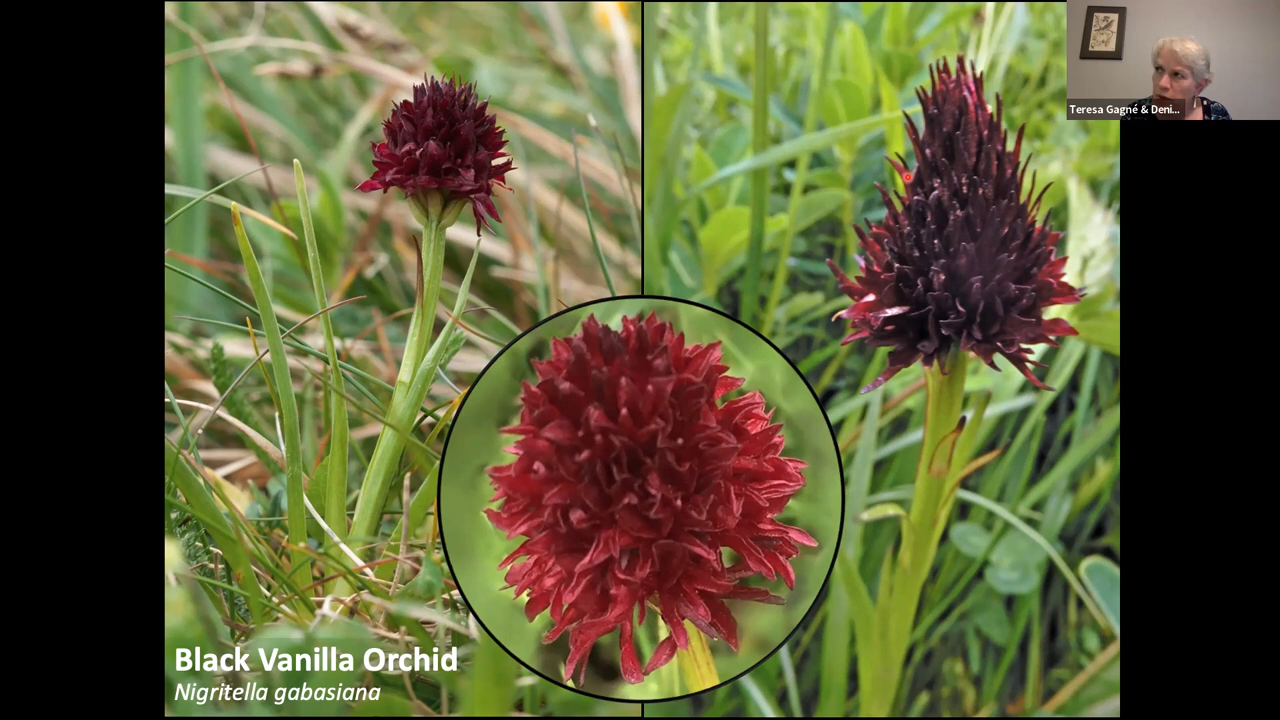 Teresa Gagné & Deni...
Black Vanilla Orchid
Nigritella gabasiana